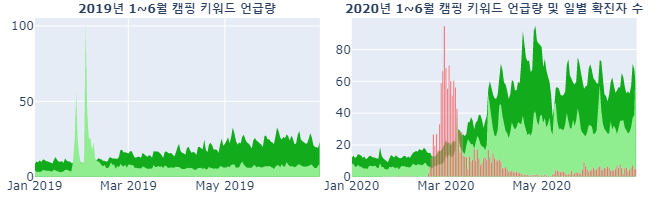 2019년 1~6월 캠핑 키워드 언급량
100
50
0
Jan 2019
Mar 2019
May 2019
2020년 1~6월 캠핑 키워드 언급량 및 일별 확진자 수
80
60
40
20
0
Jan 2020
Mar 2020
May 2020